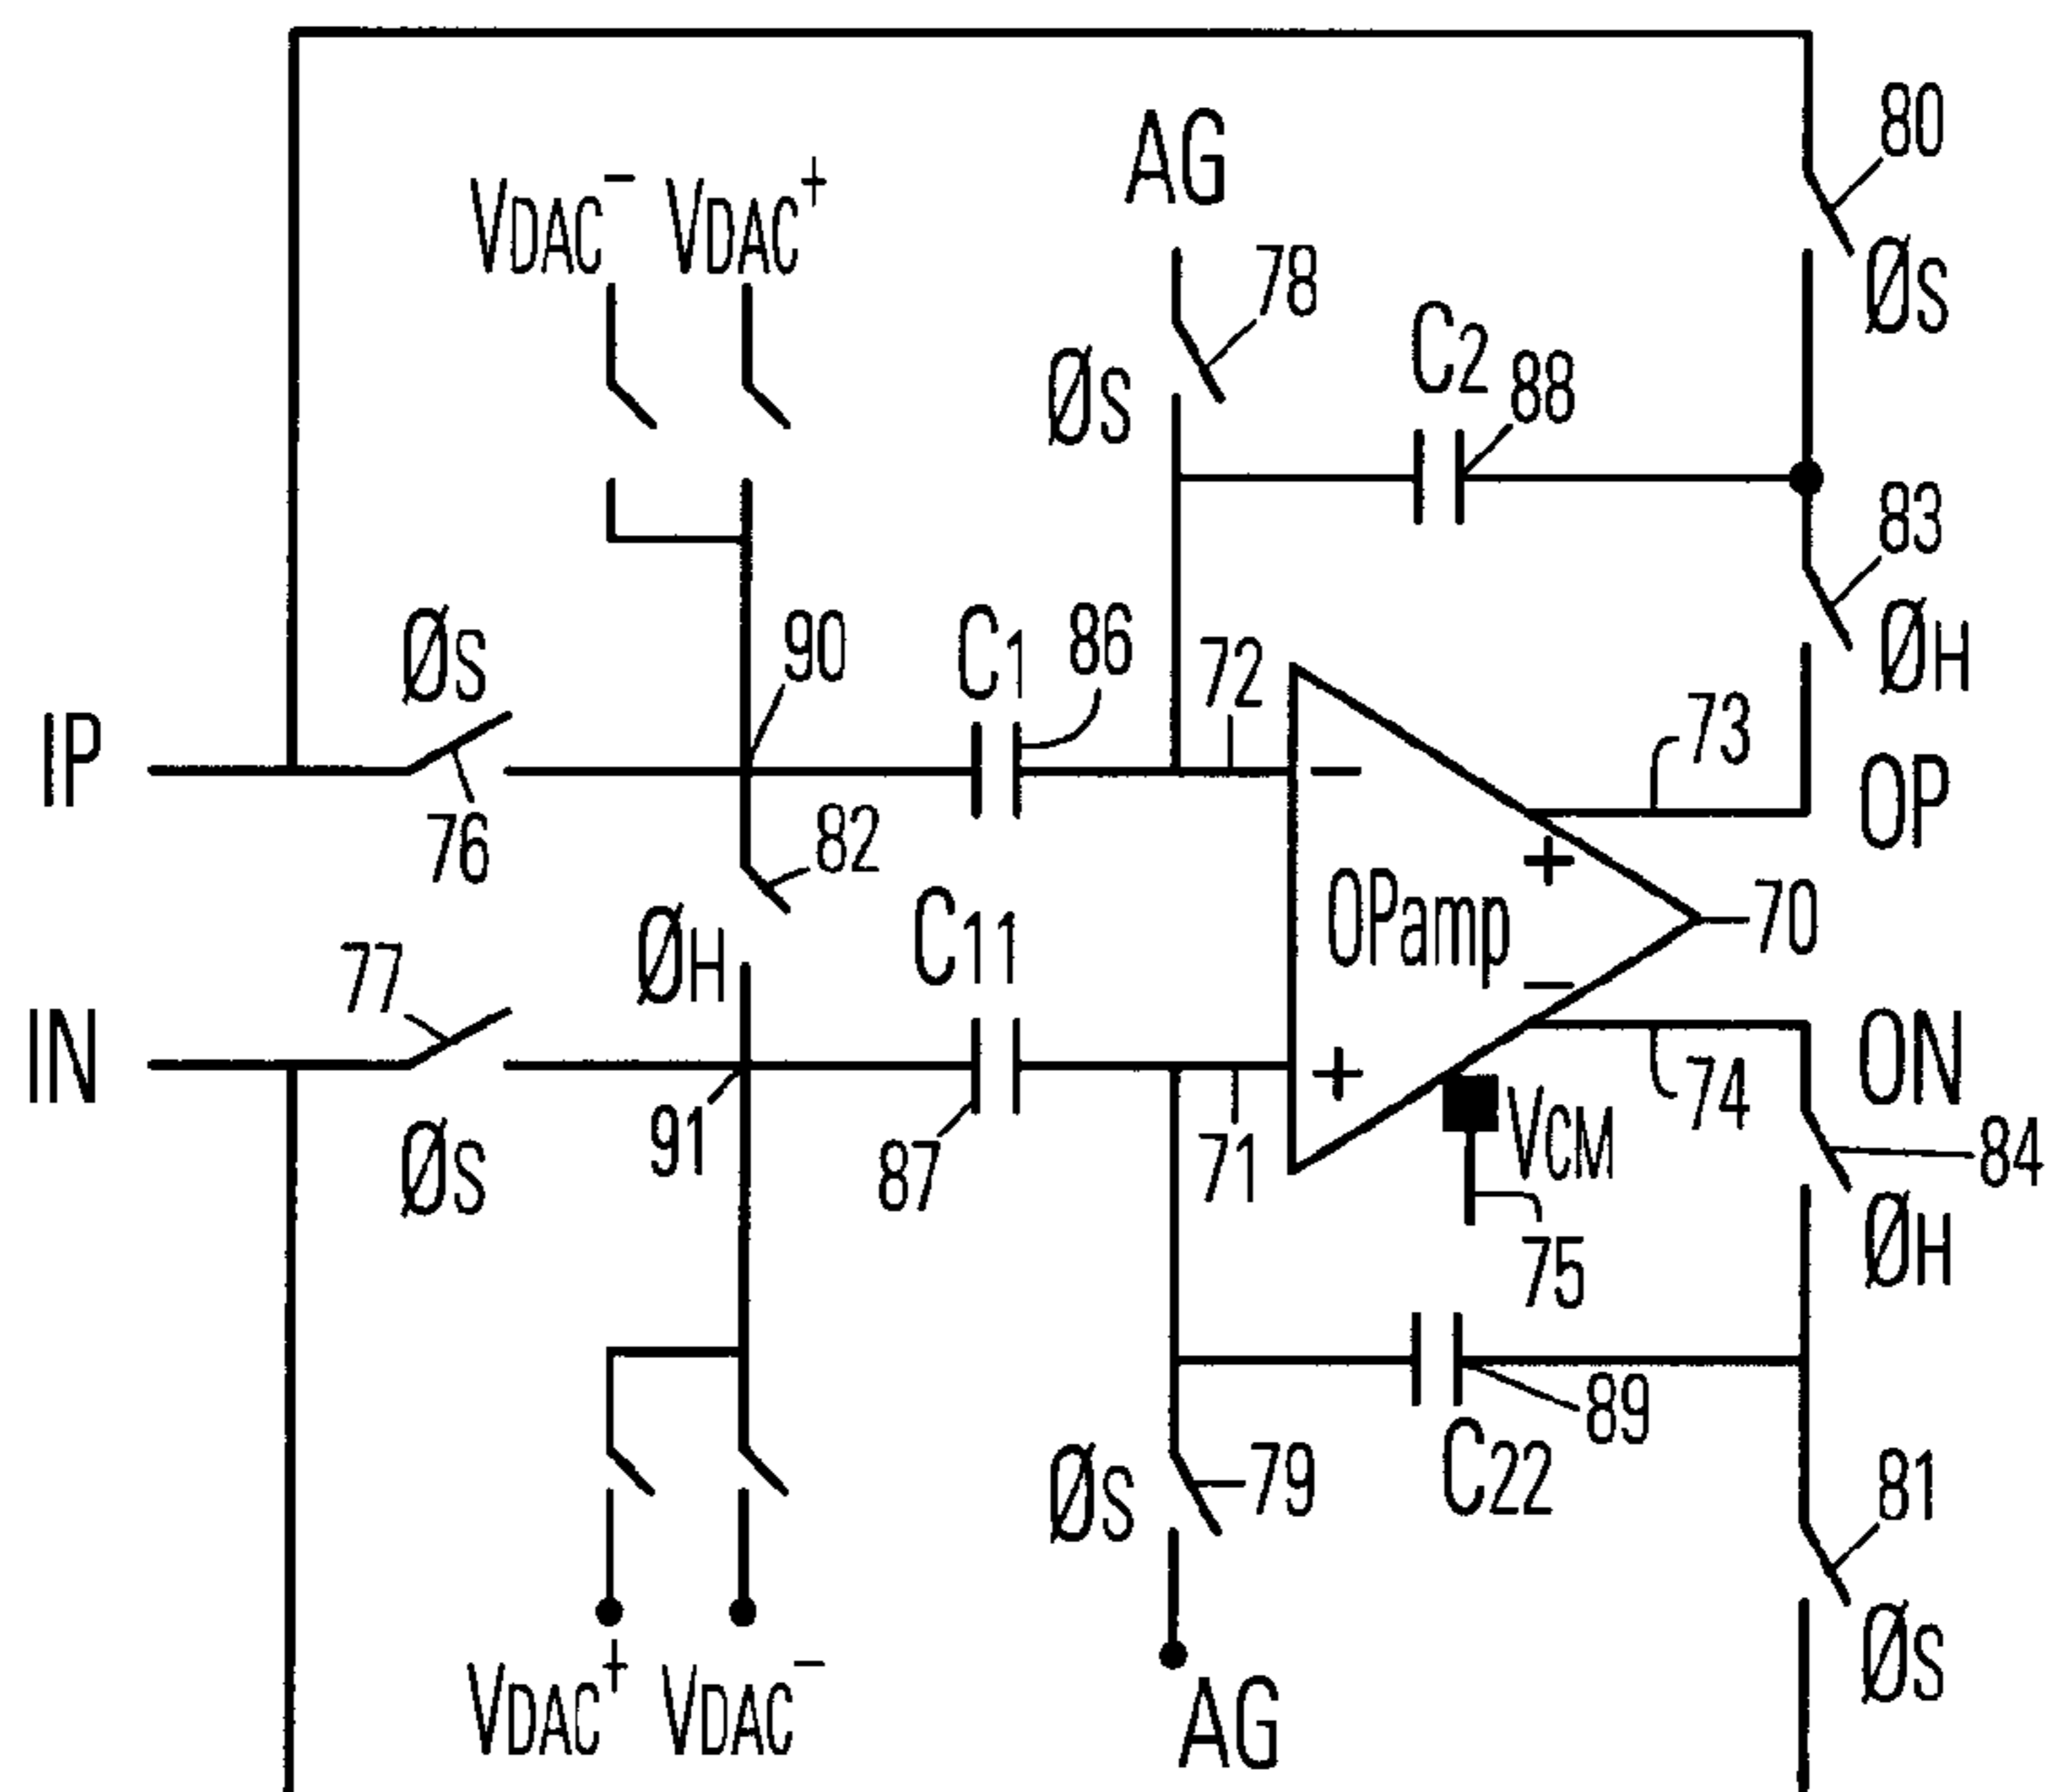 80
AG
VDAC⁻ VDAC⁺
78
ØS
C2
88
ØS
83
ØS
90
C1
86
72
ØH
73
IP
76
82
OP
+
−
OPamp
70
77
ØH
C11
−
IN
ON
91
87
71
+
VCM
74
84
ØS
75
ØH
89
ØS
79
C22
81
ØS
VDAC⁺ VDAC⁻
AG